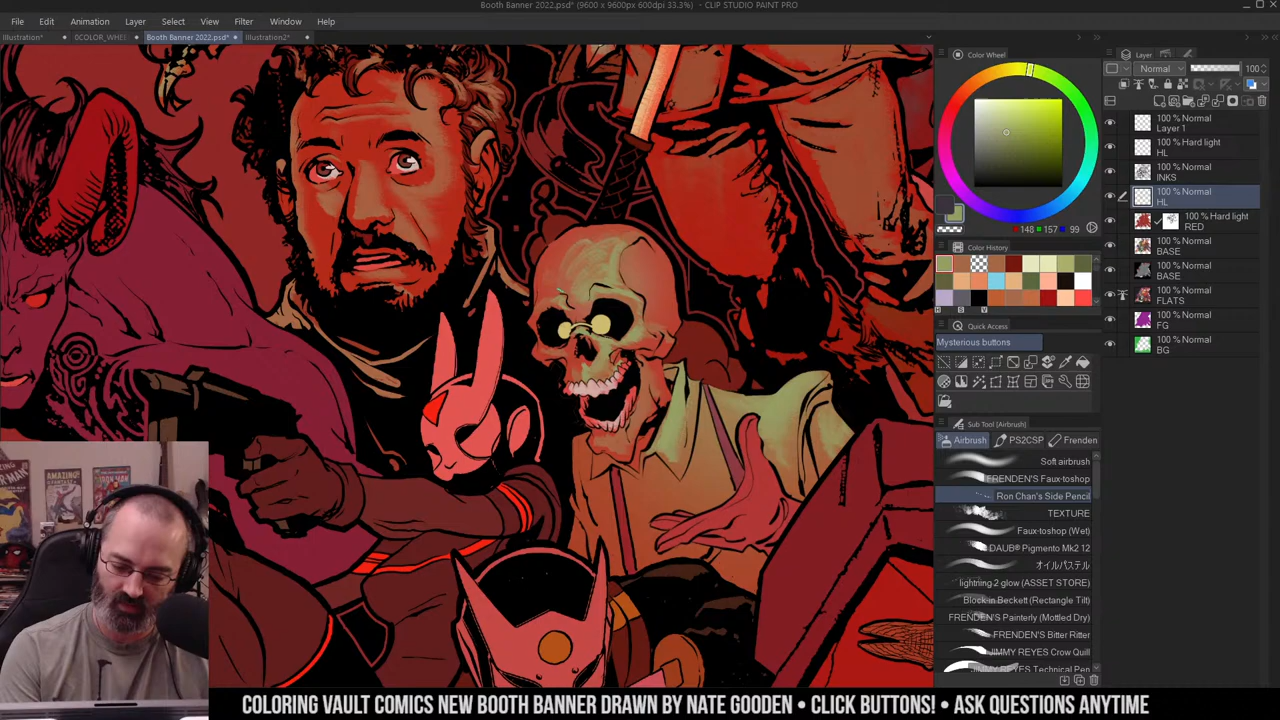 Booth Banner 2022.psd* (9600 x 9600px 600dpi 33.3%) - CLIP STUDIO PAINT PRO
File Edit Animation Layer Select View Filter Window Help
Illustration* 0COLOR_WHE Booth Banner 2022.psd* Illustration2*
Color Wheel
148 157 99
Color History
H S V
Quick Access
Mysterious buttons
Sub Tool [Airbrush]
Airbrush PS2CSP Frenden
Soft airbrush
FRENDEN'S Faux-toshop
Ron Chan's Side Pencil
TEXTURE
Faux-toshop (Wet)
DAUB® Pigmento Mk2 12
オイルパステル
lightning 2 glow (ASSET STORE)
Block-in Beckett (Rectangle Tilt)
FRENDEN'S Painterly (Mottled Dry)
FRENDEN'S Bitter Ritter
JIMMY REYES Crow Quill
JIMMY REYES Technical Pen
Layer
Normal 100
100 % Normal
Layer 1
100 % Hard light
HL
100 % Normal
INKS
100 % Normal
HL
100 % Hard light
RED
100 % Normal
BASE
100 % Normal
BASE
100 % Normal
FLATS
100 % Normal
FG
100 % Normal
BG
AMAZING
COLORING VAULT COMICS NEW BOOTH BANNER DRAWN BY NATE GOODEN • CLICK BUTTONS! • ASK QUESTIONS ANYTIME